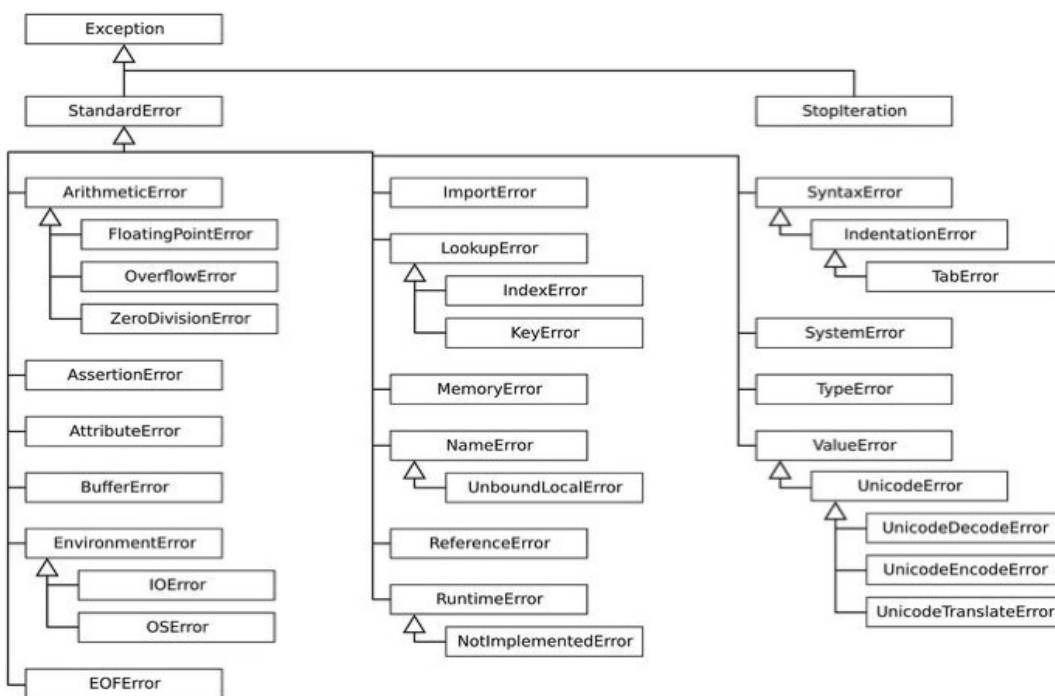 Exception
StandardError
StopIteration
ArithmeticError
FloatingPointError
OverflowError
ZeroDivisionError
AssertionError
AttributeError
BufferError
EnvironmentError
IOError
OSError
EOFError
ImportError
LookupError
IndexError
KeyError
MemoryError
NameError
UnboundLocalError
ReferenceError
RuntimeError
NotImplementedError
SyntaxError
IndentationError
TabError
SystemError
TypeError
ValueError
UnicodeError
UnicodeDecodeError
UnicodeEncodeError
UnicodeTranslateError